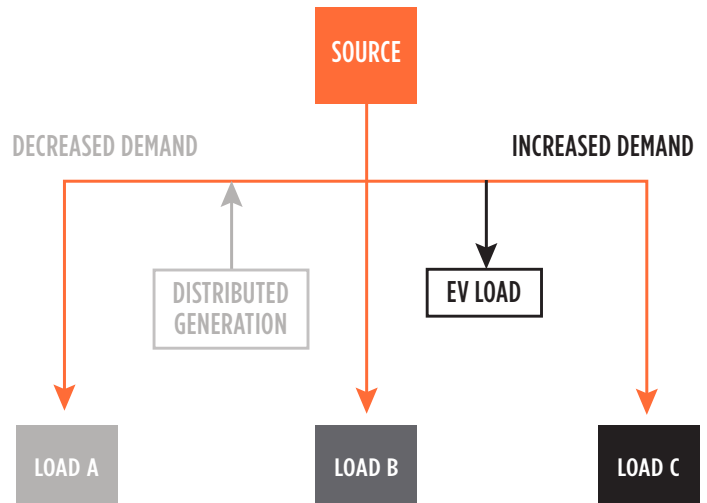 SOURCE
DECREASED DEMAND
INCREASED DEMAND
DISTRIBUTED
GENERATION
EV LOAD
LOAD A
LOAD B
LOAD C